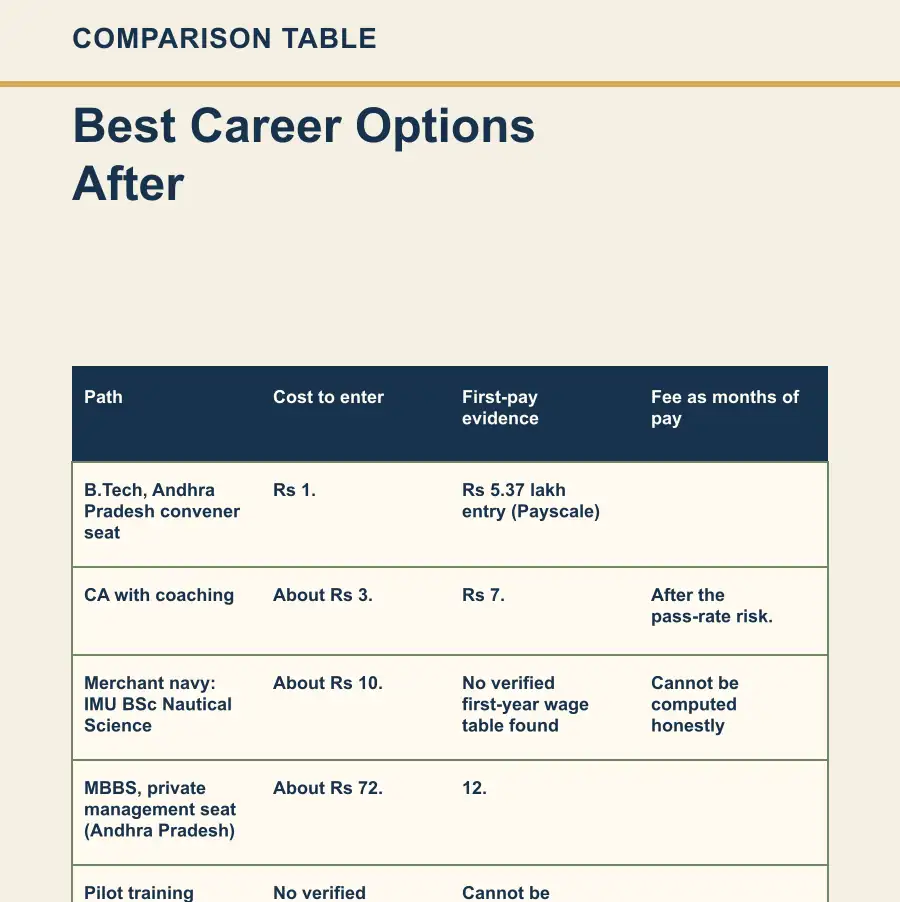 COMPARISON TABLE
Best Career Options
After
Path
Cost to enter
First-pay
evidence
Fee as months of
pay
B.Tech, Andhra
Pradesh convener
seat
Rs 1.
Rs 5.37 lakh
entry (Payscale)
CA with coaching
About Rs 3.
Rs 7.
After the
pass-rate risk.
Merchant navy:
IMU BSc Nautical
Science
About Rs 10.
No verified
first-year wage
table found
Cannot be
computed
honestly
MBBS, private
management seat
(Andhra Pradesh)
About Rs 72.
12.
Pilot training
No verified
Cannot be